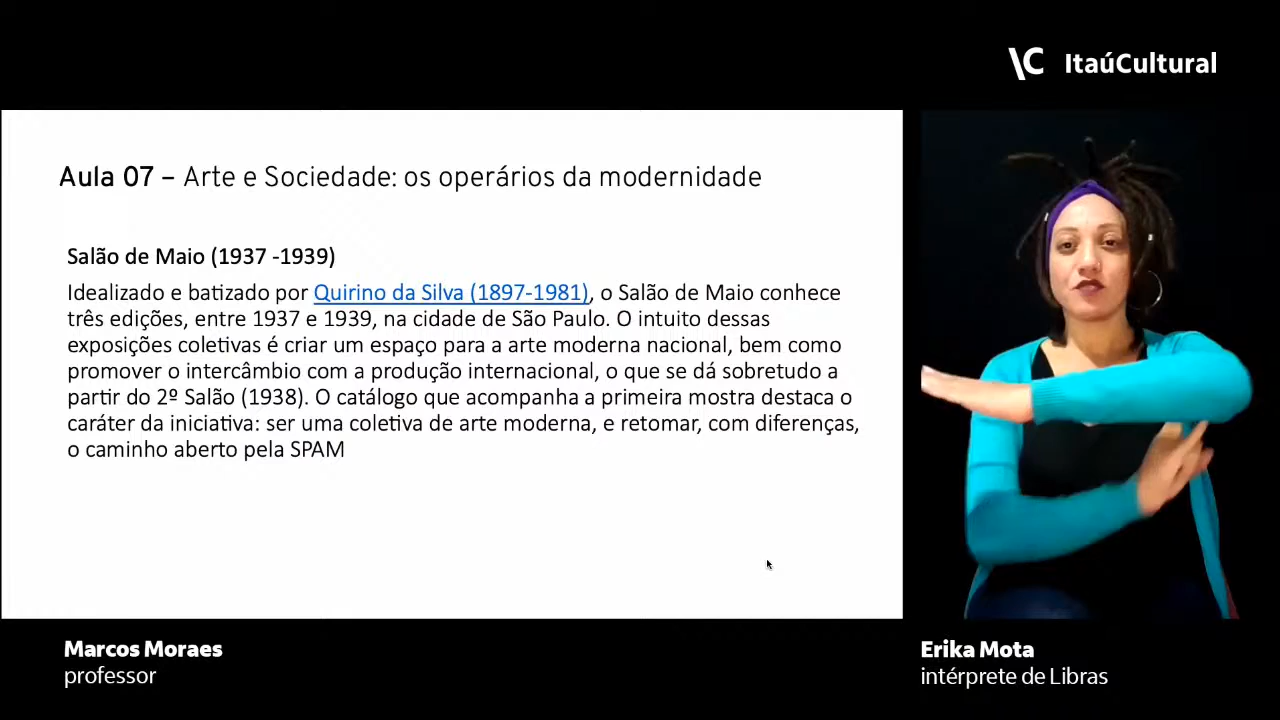 \C ItaúCultural
Aula 07 – Arte e Sociedade: os operários da modernidade
Salão de Maio (1937 -1939)
Idealizado e batizado por Quirino da Silva (1897-1981), o Salão de Maio conhece
três edições, entre 1937 e 1939, na cidade de São Paulo. O intuito dessas
exposições coletivas é criar um espaço para a arte moderna nacional, bem como
promover o intercâmbio com a produção internacional, o que se dá sobretudo a
partir do 2º Salão (1938). O catálogo que acompanha a primeira mostra destaca o
caráter da iniciativa: ser uma coletiva de arte moderna, e retomar, com diferenças,
o caminho aberto pela SPAM
Marcos Moraes
professor
Erika Mota
intérprete de Libras